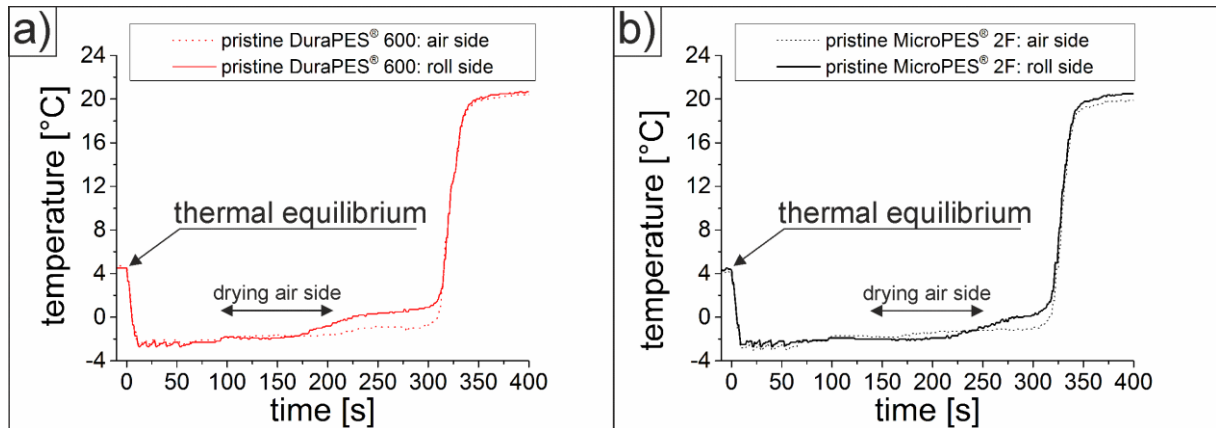 a)
pristine DuraPES® 600: air side
pristine DuraPES® 600: roll side
24
20
16
12
8
4
0
-4
temperature [°C]
thermal equilibrium
drying air side
0 50 100 150 200 250 300 350 400
time [s]
b)
pristine MicroPES® 2F: air side
pristine MicroPES® 2F: roll side
24
20
16
12
8
4
0
-4
temperature [°C]
thermal equilibrium
drying air side
0 50 100 150 200 250 300 350 400
time [s]